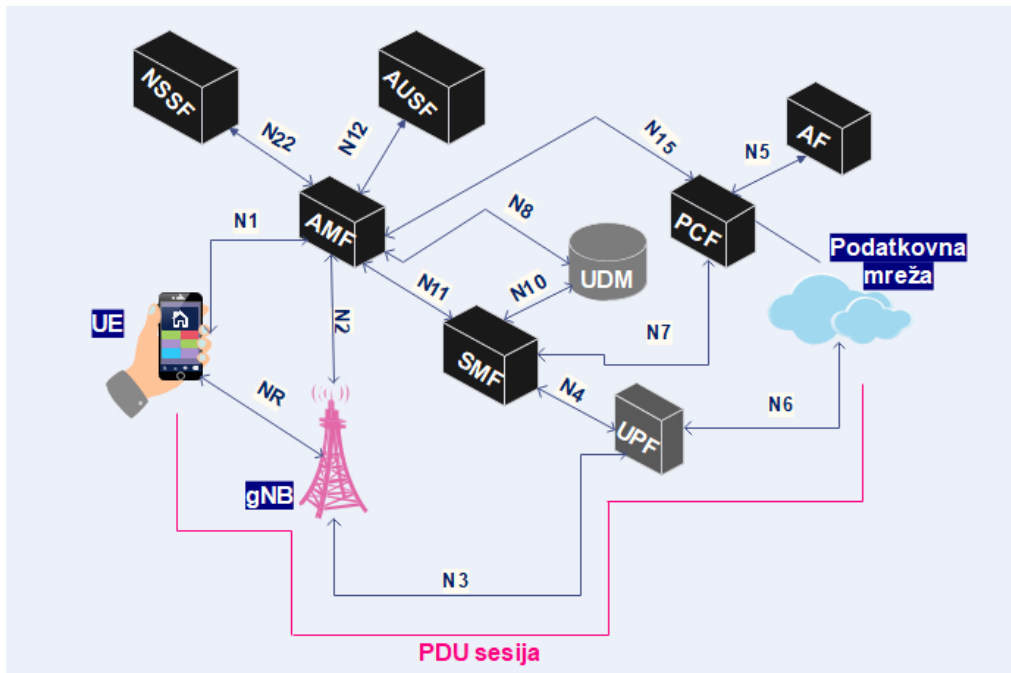 NSSF
AUSF
N22
N12
N15
N5
AF
AMF
N1
N8
PCF
Podatkovna
mreža
UDM
N11
N10
UE
N2
N7
SMF
NR
N4
N6
UPF
gNB
N3
PDU sesija